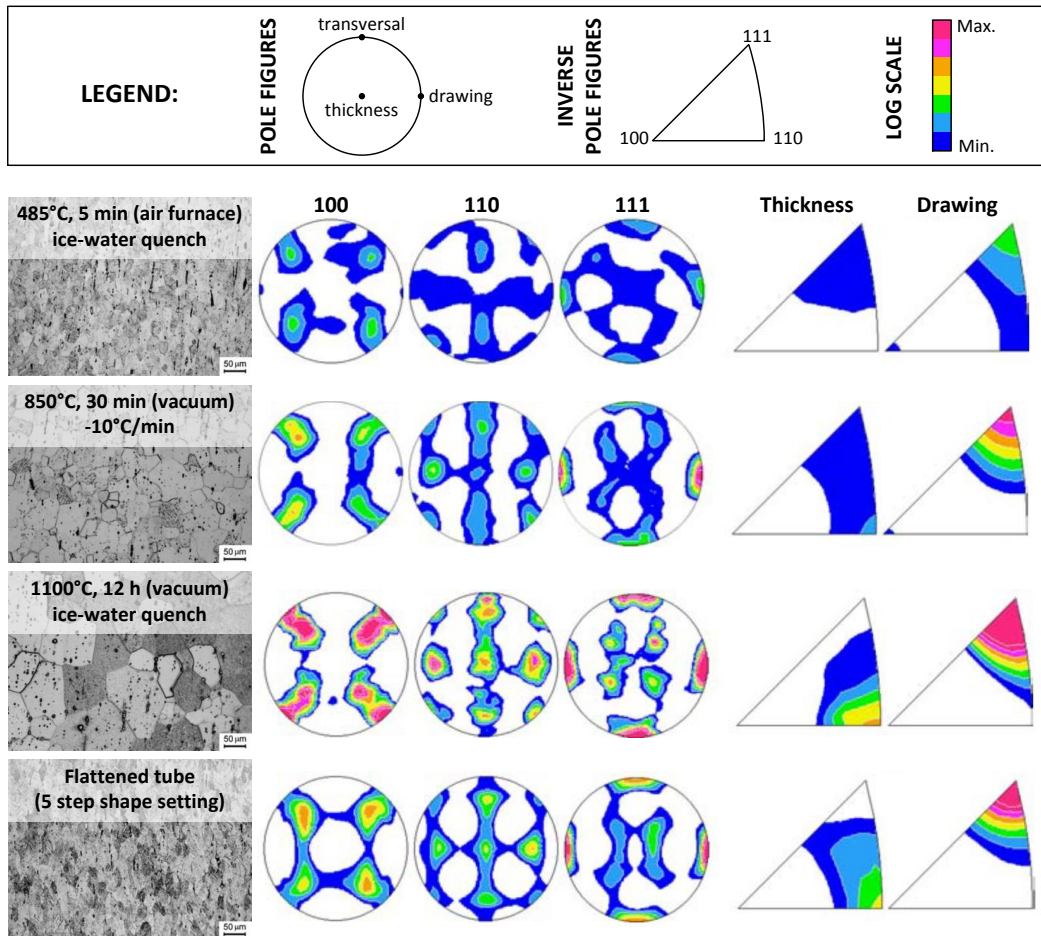 LEGEND:
POLE FIGURES
transversal
thickness
drawing
INVERSE
POLE FIGURES
111
100
110
LOG SCALE
Max.
Min.
485°C, 5 min (air furnace)
ice-water quench
50 µm
100
110
111
Thickness
Drawing
850°C, 30 min (vacuum)
-10°C/min
50 µm
1100°C, 12 h (vacuum)
ice-water quench
50 µm
Flattened tube
(5 step shape setting)
50 µm